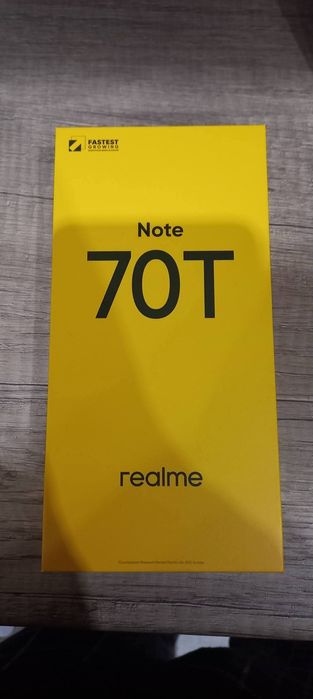 FASTEST
GROWING
Note
70T
realme